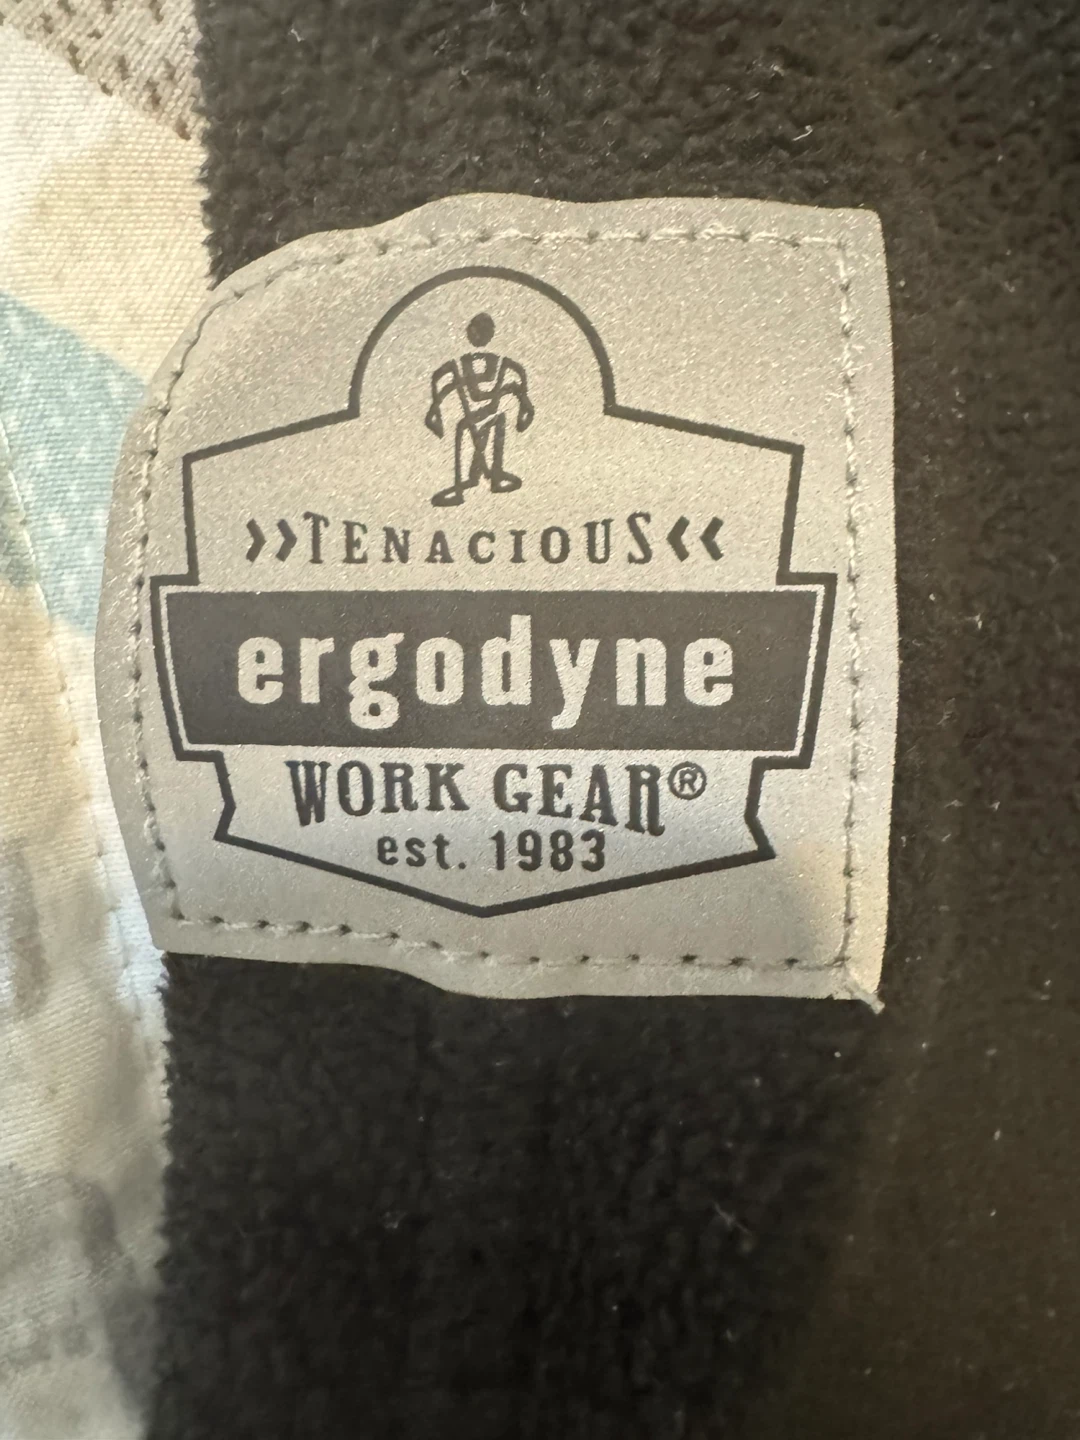 »TENACIOUS«
ergodyne
WORK GEAR®
est. 1983